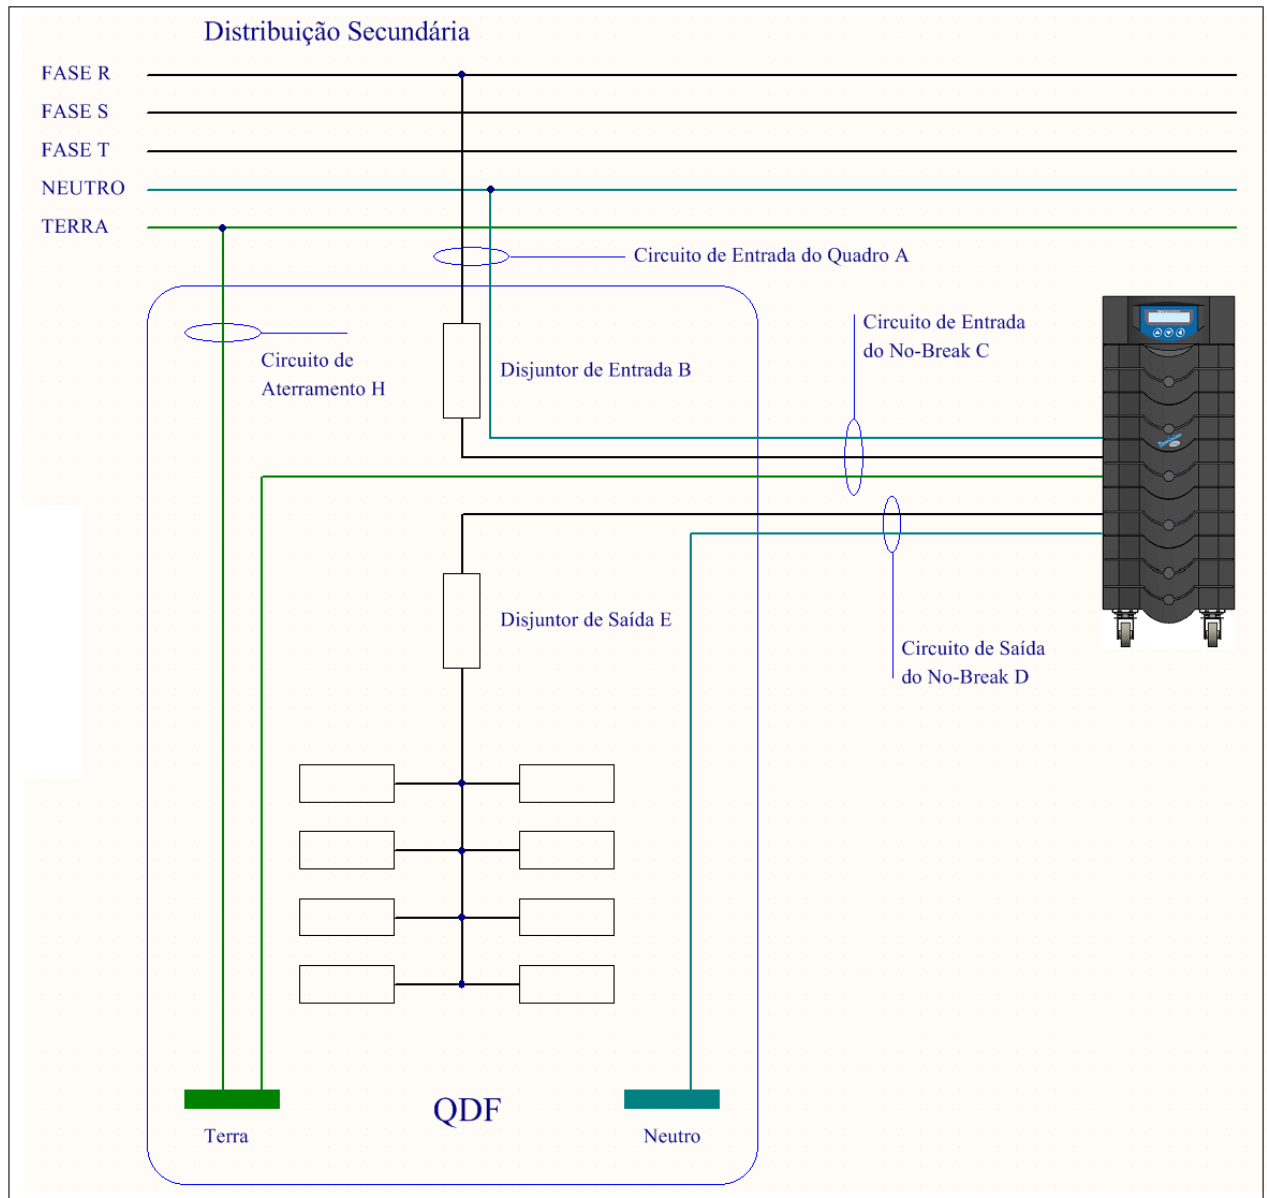 Distribuição Secundária
FASE R
FASE S
FASE T
NEUTRO
TERRA
Circuito de Entrada do Quadro A
Circuito de Entrada
do No-Break C
Circuito de
Aterramento H
Disjuntor de Entrada B
Disjuntor de Saída E
Circuito de Saída
do No-Break D
QDF
Terra
Neutro